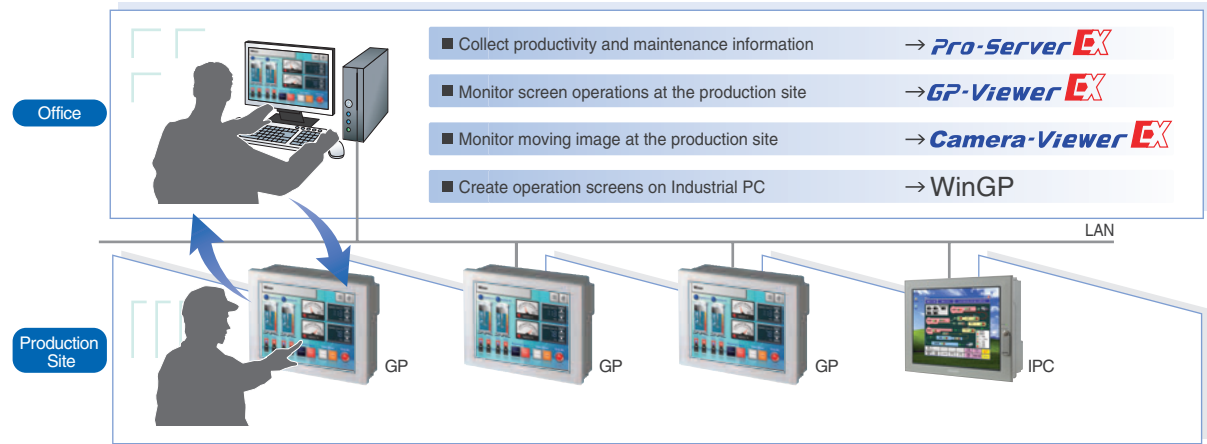 Office
■ Collect productivity and maintenance information → Pro-Server EX
■ Monitor screen operations at the production site → GP-Viewer EX
■ Monitor moving image at the production site → Camera-Viewer EX
■ Create operation screens on Industrial PC → WinGP
LAN
Production
Site
GP
GP
GP
IPC